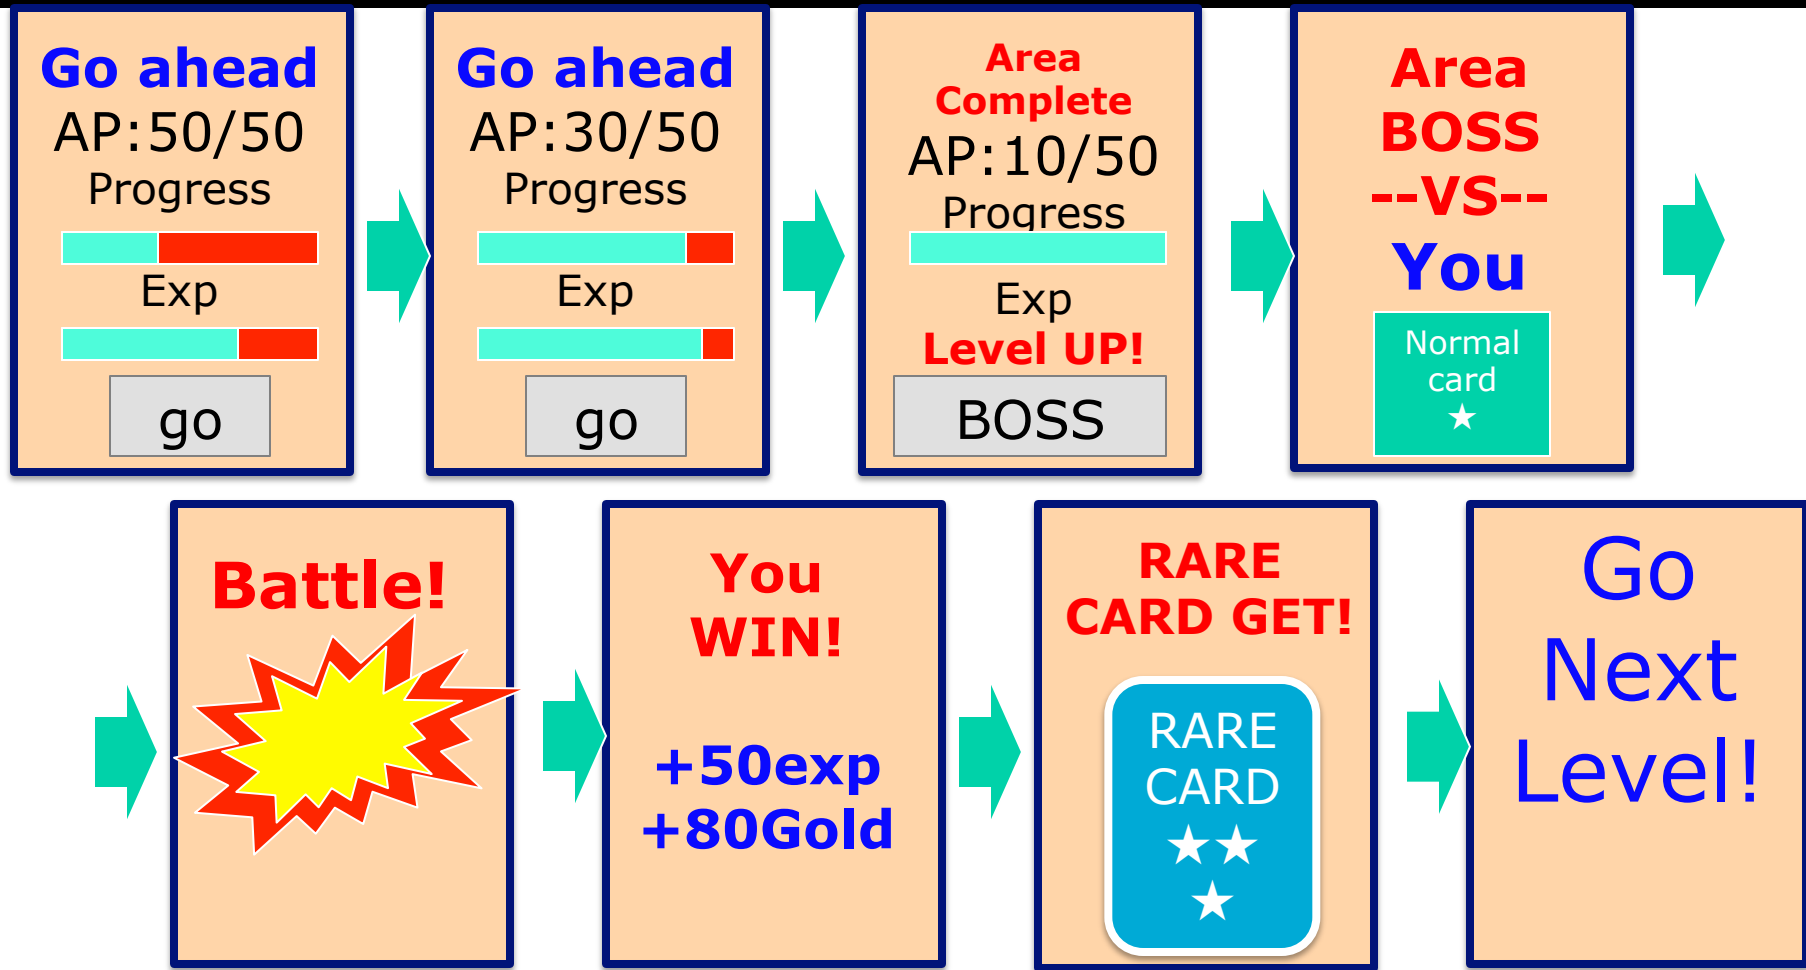 Go ahead
AP:50/50
Progress
Exp
go
Go ahead
AP:30/50
Progress
Exp
go
Area
Complete
AP:10/50
Progress
Exp
Level UP!
BOSS
Area
BOSS
--VS--
You
Normal
card
★
Battle!
You
WIN!
+50exp
+80Gold
RARE
CARD GET!
RARE
CARD
★★
★
Go
Next
Level!